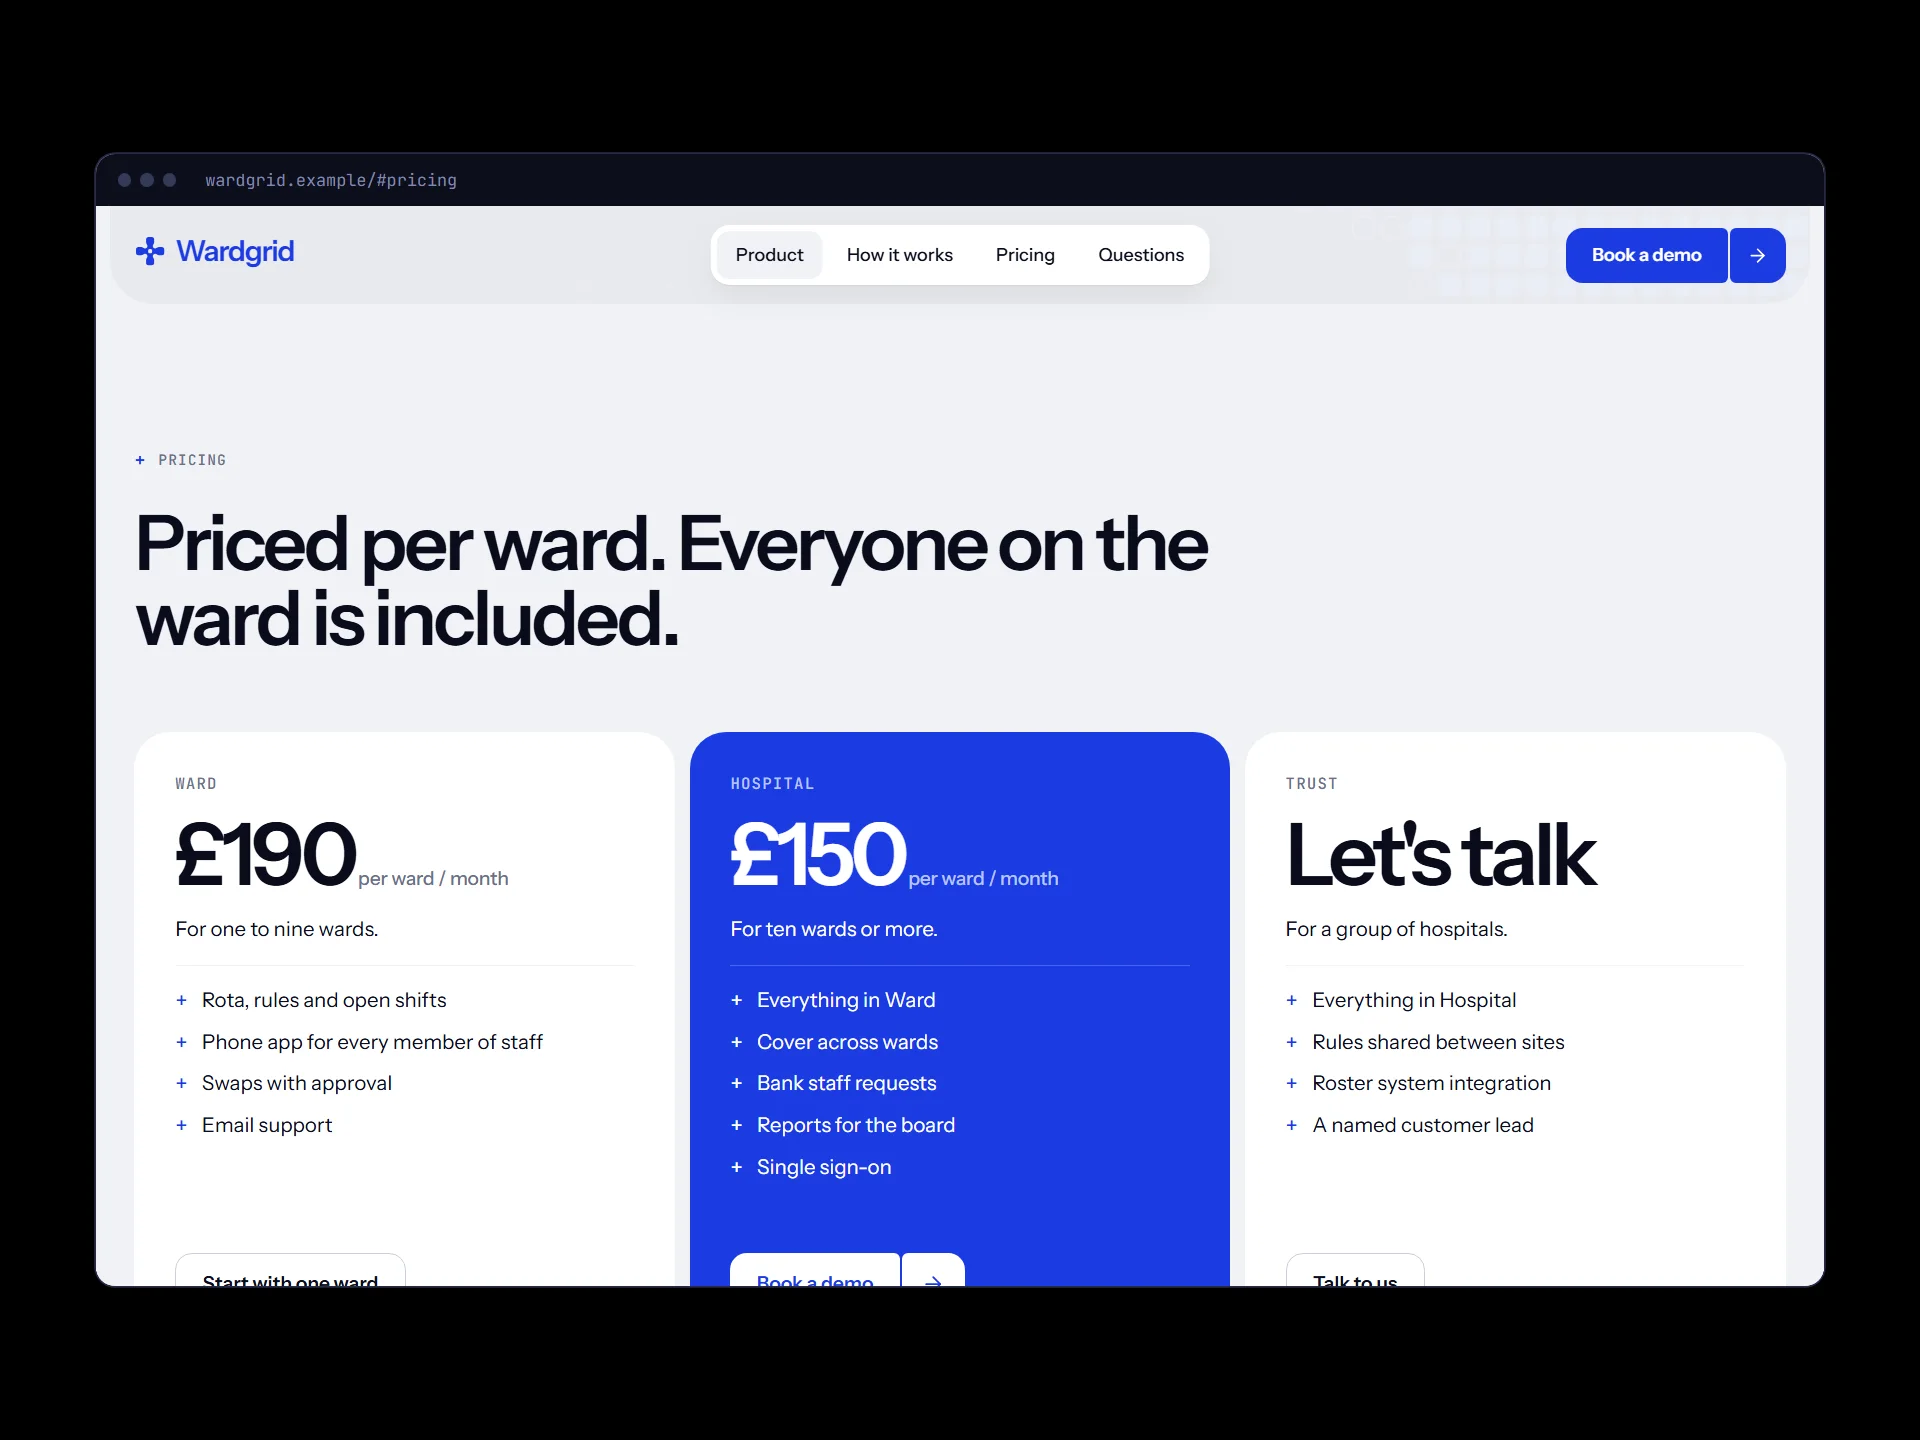 wardgrid.example/#pricing
Wardgrid
Product
How it works
Pricing
Questions
Book a demo
+ PRICING
Priced per ward. Everyone on the
ward is included.
WARD
£190 per ward / month
For one to nine wards.
+ Rota, rules and open shifts
+ Phone app for every member of staff
+ Swaps with approval
+ Email support
Start with one ward
HOSPITAL
£150 per ward / month
For ten wards or more.
+ Everything in Ward
+ Cover across wards
+ Bank staff requests
+ Reports for the board
+ Single sign-on
Book a demo
TRUST
Let's talk
For a group of hospitals.
+ Everything in Hospital
+ Rules shared between sites
+ Roster system integration
+ A named customer lead
Talk to us